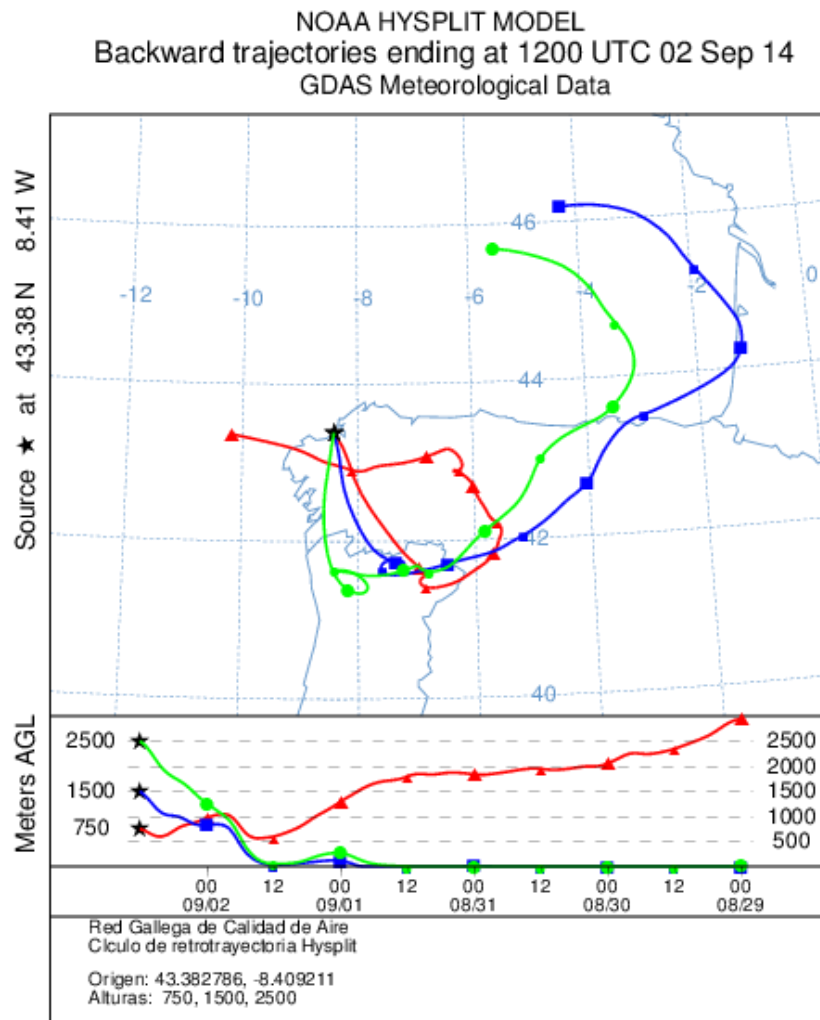 NOAA HYSPLIT MODEL
Backward trajectories ending at 1200 UTC 02 Sep 14
GDAS Meteorological Data
Source ★ at 43.38 N 8.41 W
46
-12
-10
-8
-6
-4
-2
0
44
42
40
Meters AGL
2500
1500
750
2500
2000
1500
1000
500
00 12 00 12 00 12 00 12 00
09/02 09/01 08/31 08/30 08/29
Red Gallega de Calidad de Aire
Clculo de retrotrayectoria Hysplit
Origen: 43.382786, -8.409211
Alturas: 750, 1500, 2500